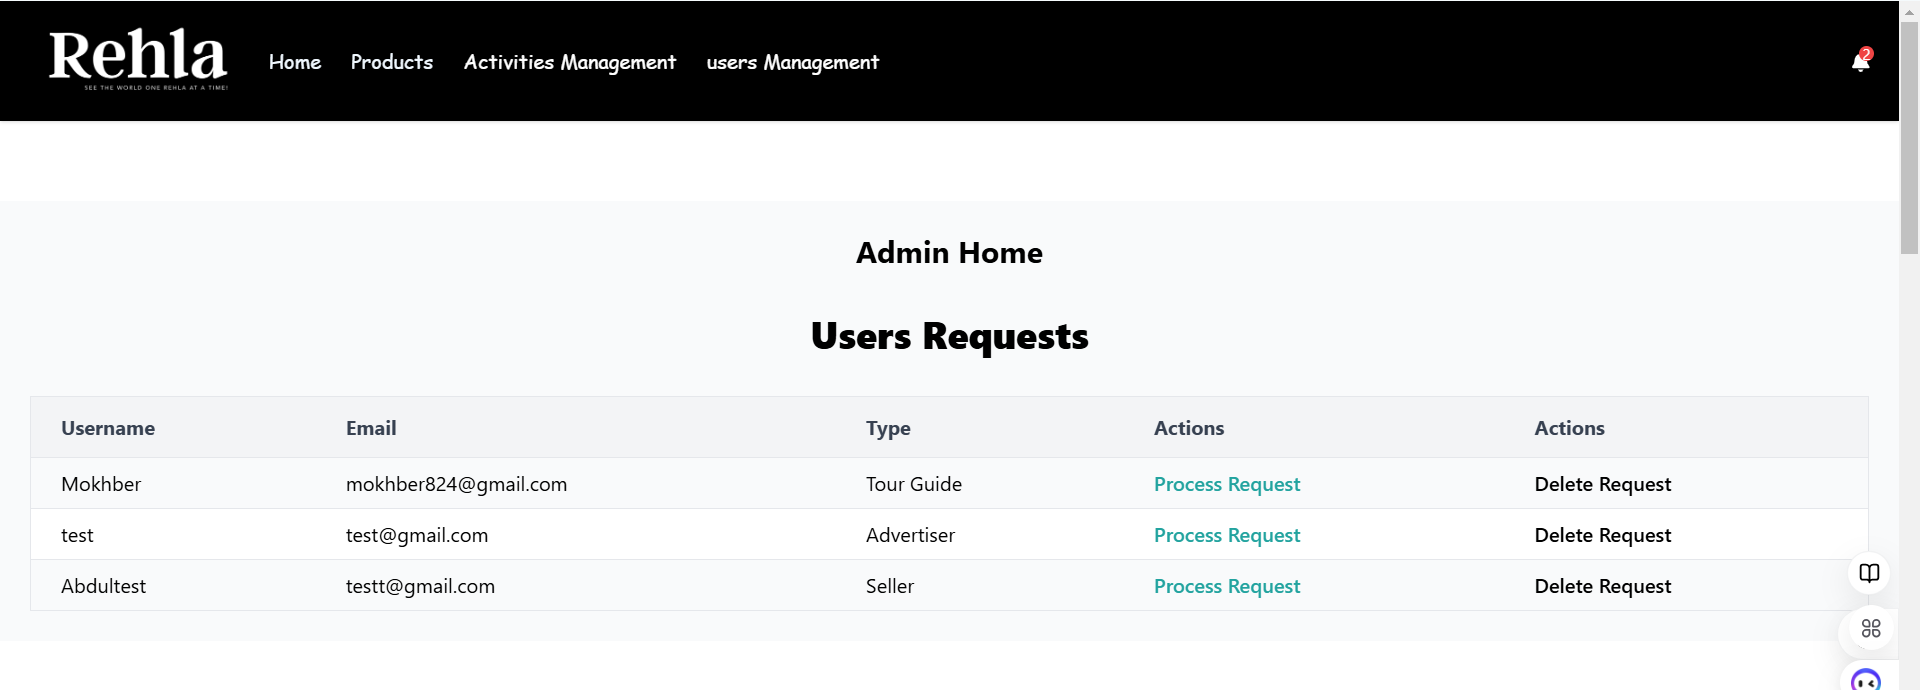 Rehla
SEE THE WORLD ONE REHLA AT A TIME!
Home Products Activities Management users Management
2
Admin Home
Users Requests
Username Email Type Actions Actions
Mokhber mokhber824@gmail.com Tour Guide Process Request Delete Request
test test@gmail.com Advertiser Process Request Delete Request
Abdultest testt@gmail.com Seller Process Request Delete Request